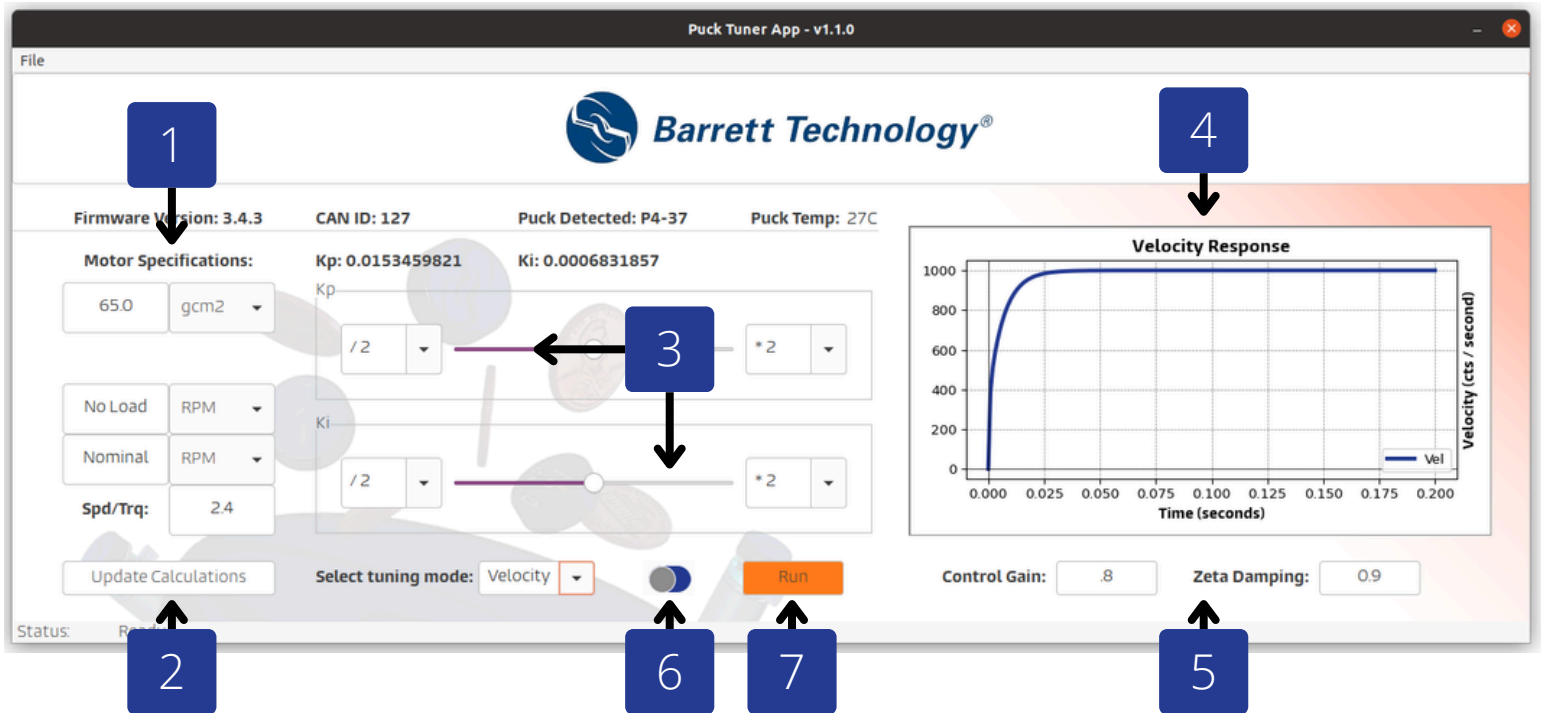 Puck Tuner App - v1.1.0
File
Barrett Technology®
1
4
Firmware Version: 3.4.3 CAN ID: 127 Puck Detected: P4-37 Puck Temp: 27C
Motor Specifications: Kp: 0.0153459821 Ki: 0.0006831857
65.0 gcm2
Kp
/ 2 * 2
3
No Load RPM
Nominal RPM
Spd/Trq: 2.4
Ki
/ 2 * 2
Velocity Response
1000
800
600
400
200
0
Velocity (cts / second)
Vel
0.000 0.025 0.050 0.075 0.100 0.125 0.150 0.175 0.200
Time (seconds)
Update Calculations Select tuning mode: Velocity Run Control Gain: .8 Zeta Damping: 0.9
Status:
2
6
7
5